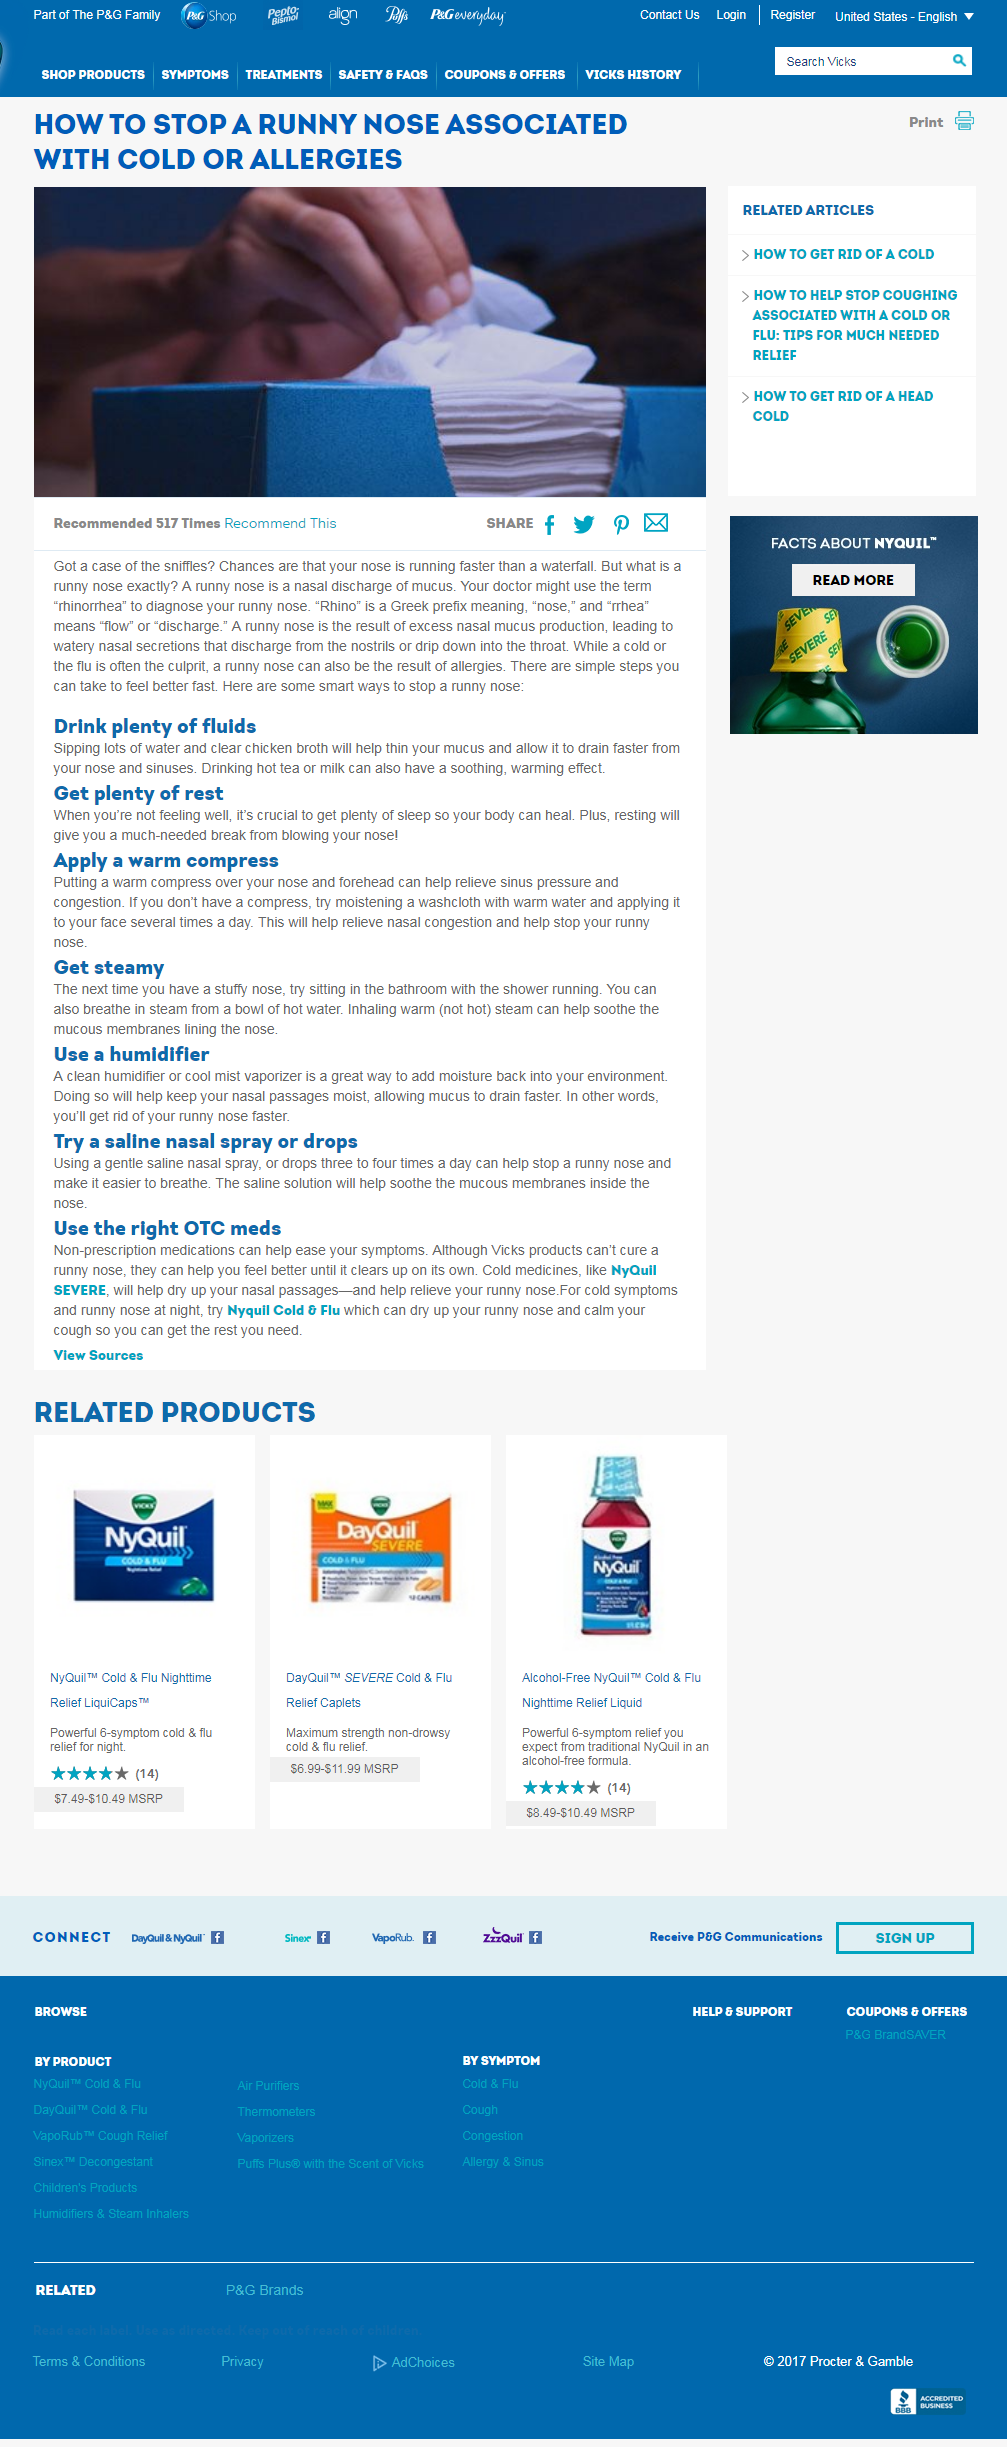 Part of The P&G Family
P&G Shop
Pepto Bismol
align
Puffs
P&G everyday
Contact Us
Login
Register
United States - English
SHOP PRODUCTS
SYMPTOMS
TREATMENTS
SAFETY & FAQS
COUPONS & OFFERS
VICKS HISTORY
Search Vicks
HOW TO STOP A RUNNY NOSE ASSOCIATED
WITH COLD OR ALLERGIES
Print
RELATED ARTICLES
HOW TO GET RID OF A COLD
HOW TO HELP STOP COUGHING
ASSOCIATED WITH A COLD OR
FLU: TIPS FOR MUCH NEEDED
RELIEF
HOW TO GET RID OF A HEAD
COLD
FACTS ABOUT NYQUIL™
READ MORE
SEVERE
Recommended 517 Times Recommend This
SHARE
Got a case of the sniffles? Chances are that your nose is running faster than a waterfall. But what is a
runny nose exactly? A runny nose is a nasal discharge of mucus. Your doctor might use the term
“rhinorrhea” to diagnose your runny nose. “Rhino” is a Greek prefix meaning, “nose,” and “rrhea”
means “flow” or “discharge.” A runny nose is the result of excess nasal mucus production, leading to
watery nasal secretions that discharge from the nostrils or drip down into the throat. While a cold or
the flu is often the culprit, a runny nose can also be the result of allergies. There are simple steps you
can take to feel better fast. Here are some smart ways to stop a runny nose:
Drink plenty of fluids
Sipping lots of water and clear chicken broth will help thin your mucus and allow it to drain faster from
your nose and sinuses. Drinking hot tea or milk can also have a soothing, warming effect.
Get plenty of rest
When you’re not feeling well, it’s crucial to get plenty of sleep so your body can heal. Plus, resting will
give you a much-needed break from blowing your nose!
Apply a warm compress
Putting a warm compress over your nose and forehead can help relieve sinus pressure and
congestion. If you don’t have a compress, try moistening a washcloth with warm water and applying it
to your face several times a day. This will help relieve nasal congestion and help stop your runny
nose.
Get steamy
The next time you have a stuffy nose, try sitting in the bathroom with the shower running. You can
also breathe in steam from a bowl of hot water. Inhaling warm (not hot) steam can help soothe the
mucous membranes lining the nose.
Use a humidifier
A clean humidifier or cool mist vaporizer is a great way to add moisture back into your environment.
Doing so will help keep your nasal passages moist, allowing mucus to drain faster. In other words,
you’ll get rid of your runny nose faster.
Try a saline nasal spray or drops
Using a gentle saline nasal spray, or drops three to four times a day can help stop a runny nose and
make it easier to breathe. The saline solution will help soothe the mucous membranes inside the
nose.
Use the right OTC meds
Non-prescription medications can help ease your symptoms. Although Vicks products can’t cure a
runny nose, they can help you feel better until it clears up on its own. Cold medicines, like NyQuil
SEVERE, will help dry up your nasal passages—and help relieve your runny nose.For cold symptoms
and runny nose at night, try Nyquil Cold & Flu which can dry up your runny nose and calm your
cough so you can get the rest you need.
View Sources
RELATED PRODUCTS
VICKS
NyQuil
COLD & FLU
Nighttime Relief
MAX
VICKS
DayQuil
SEVERE
COLD & FLU
12 CAPLETS
VICKS
Alcohol Free
NyQuil
COLD & FLU
NyQuil™ Cold & Flu Nighttime
Relief LiquiCaps™
Powerful 6-symptom cold & flu
relief for night.
(14)
$7.49-$10.49 MSRP
DayQuil™ SEVERE Cold & Flu
Relief Caplets
Maximum strength non-drowsy
cold & flu relief.
$6.99-$11.99 MSRP
Alcohol-Free NyQuil™ Cold & Flu
Nighttime Relief Liquid
Powerful 6-symptom relief you
expect from traditional NyQuil in an
alcohol-free formula.
(14)
$8.49-$10.49 MSRP
CONNECT
DayQuil & NyQuil
Sinex
VapoRub.
ZzzQuil
Receive P&G Communications
SIGN UP
BROWSE
HELP & SUPPORT
COUPONS & OFFERS
P&G BrandSAVER
BY PRODUCT
NyQuil™ Cold & Flu
DayQuil™ Cold & Flu
VapoRub™ Cough Relief
Sinex™ Decongestant
Children's Products
Humidifiers & Steam Inhalers
Air Purifiers
Thermometers
Vaporizers
Puffs Plus® with the Scent of Vicks
BY SYMPTOM
Cold & Flu
Cough
Congestion
Allergy & Sinus
RELATED
P&G Brands
Terms & Conditions
Privacy
AdChoices
Site Map
© 2017 Procter & Gamble
BBB
ACCREDITED
BUSINESS